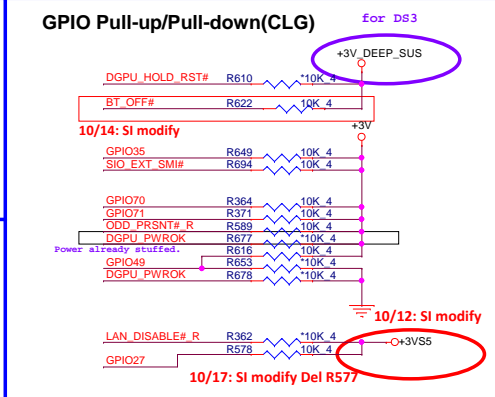 GPIO Pull-up/Pull-down(CLG)
for DS3
+3V_DEEP_SUS
DGPU_HOLD_RST# R610 *10K_4
BT_OFF# R622 10K_4
10/14: SI modify
+3V
GPIO35 R649 10K_4
SIO_EXT_SMI# R694 10K_4
GPIO70 R364 10K_4
GPIO71 R371 10K_4
ODD_PRSNT#_R R589 *10K_4
DGPU_PWROK R677 *10K_4
Power already stuffed.
R616 10K_4
GPIO49 R653 *10K_4
DGPU_PWROK R678 *10K_4
10/12: SI modify
LAN_DISABLE#_R R362 *10K_4
+3VS5
R578 10K_4
GPIO27
10/17: SI modify Del R577